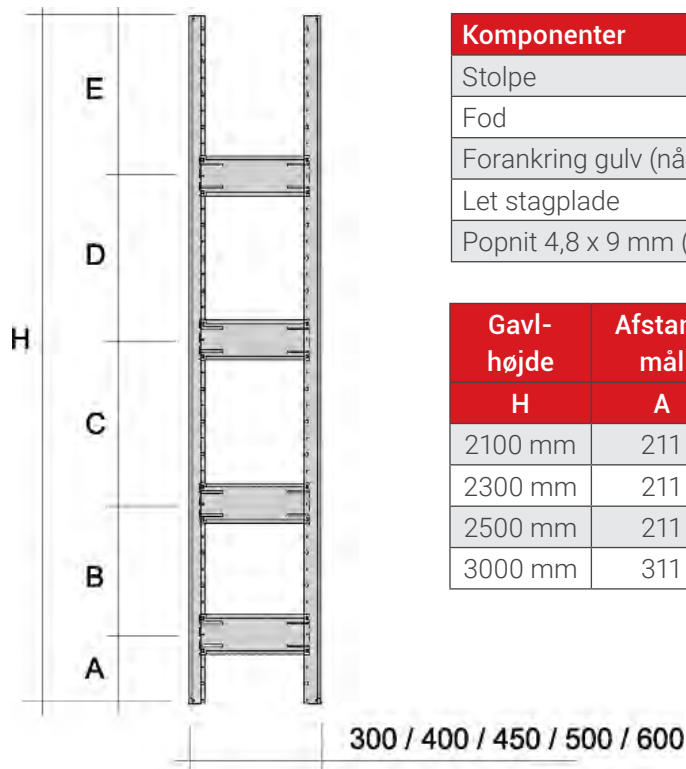 E
D
H
C
B
A
300 / 400 / 450 / 500 / 600
Komponenter
Stolpe
Fod
Forankring gulv (nå
Let stagplade
Popnit 4,8 x 9 mm (
Gavl- Afstan
højde mål
H A
2100 mm 211
2300 mm 211
2500 mm 211
3000 mm 311